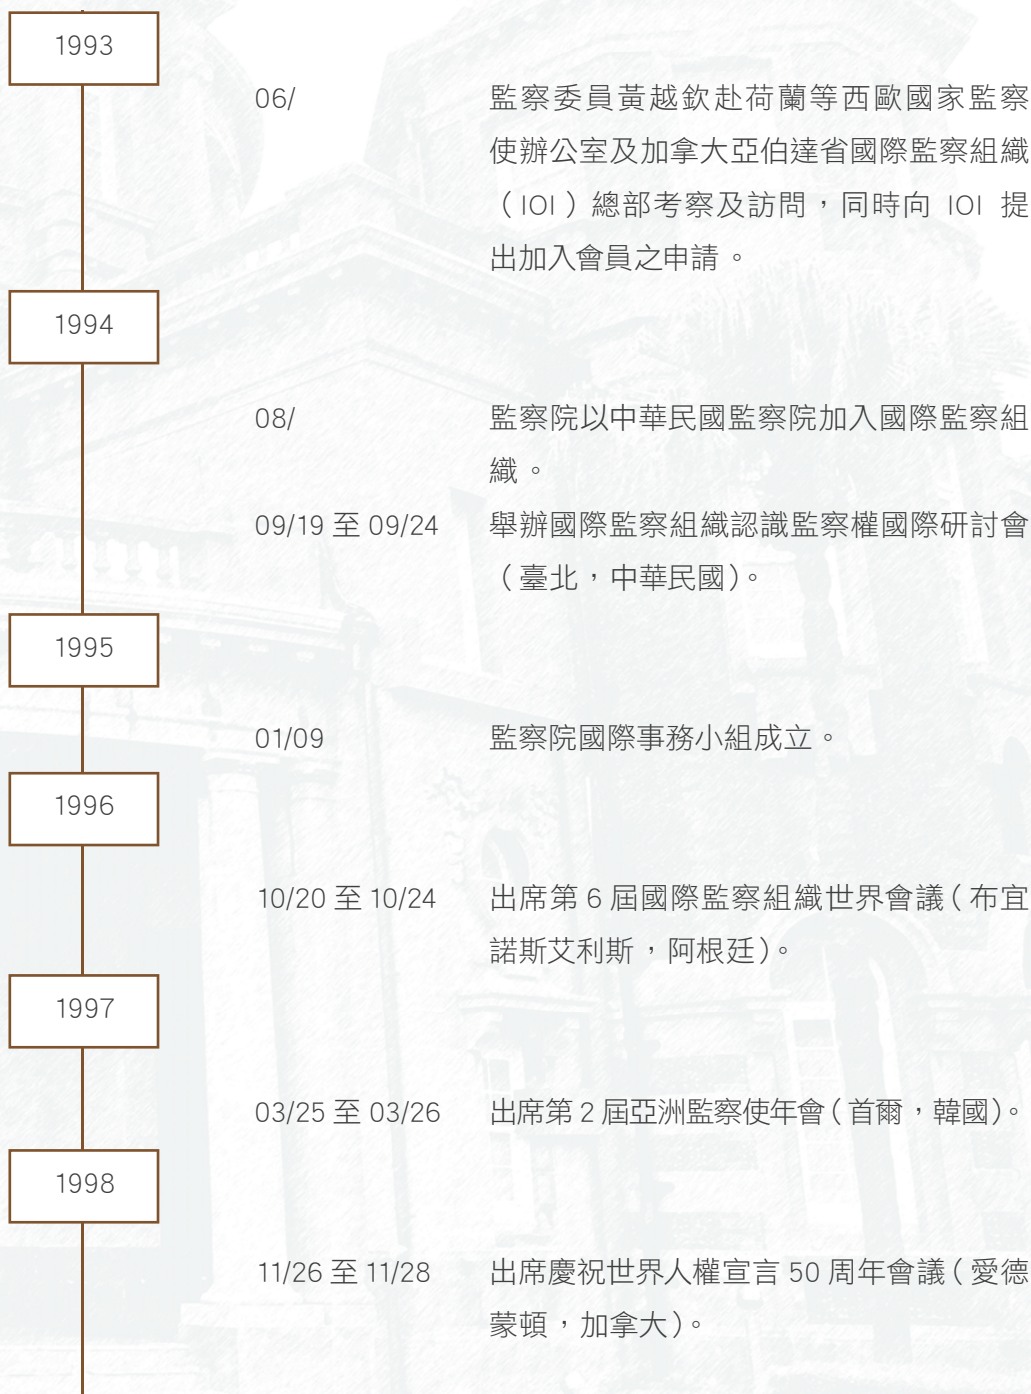 1993
06/ 監察委員黃越欽赴荷蘭等西歐國家監察
使辦公室及加拿大亞伯達省國際監察組織
（IOI）總部考察及訪問，同時向 IOI 提
出加入會員之申請。
1994
08/ 監察院以中華民國監察院加入國際監察組
織。
09/19 至 09/24 舉辦國際監察組織認識監察權國際研討會
（臺北，中華民國）。
1995
01/09 監察院國際事務小組成立。
1996
10/20 至 10/24 出席第 6 屆國際監察組織世界會議（布宜
諾斯艾利斯，阿根廷）。
1997
03/25 至 03/26 出席第 2 屆亞洲監察使年會（首爾，韓國）。
1998
11/26 至 11/28 出席慶祝世界人權宣言 50 周年會議（愛德
蒙頓，加拿大）。